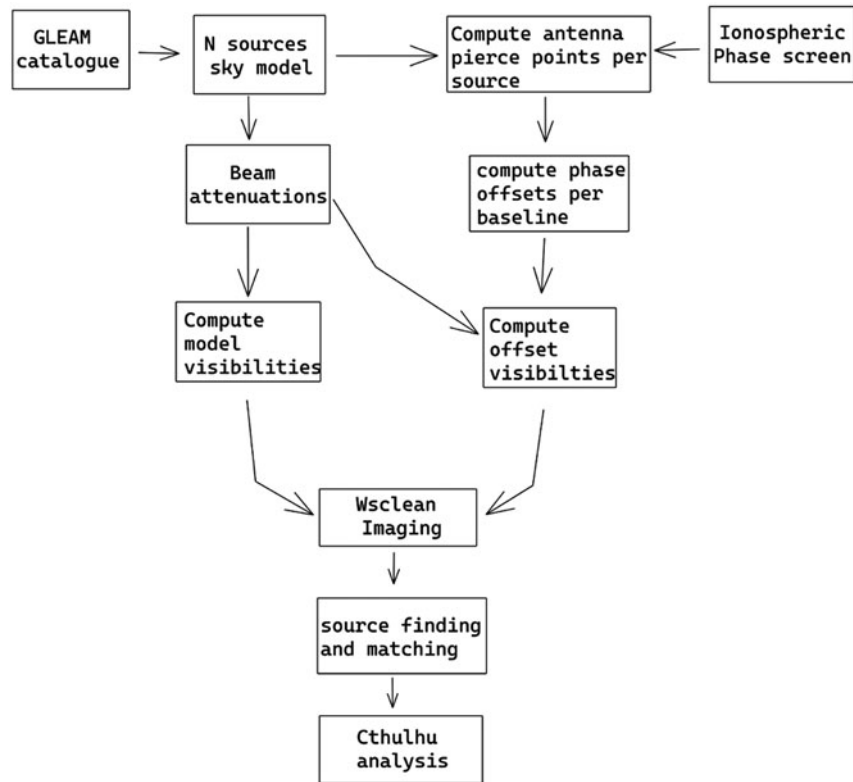 GLEAM
catalogue
N sources
sky model
Compute antenna
pierce points per
source
Ionospheric
Phase screen
Beam
attenuations
compute phase
offsets per
baseline
Compute
model
visibilities
Compute
offset
visibilties
Wsclean
Imaging
source finding
and matching
Cthulhu
analysis